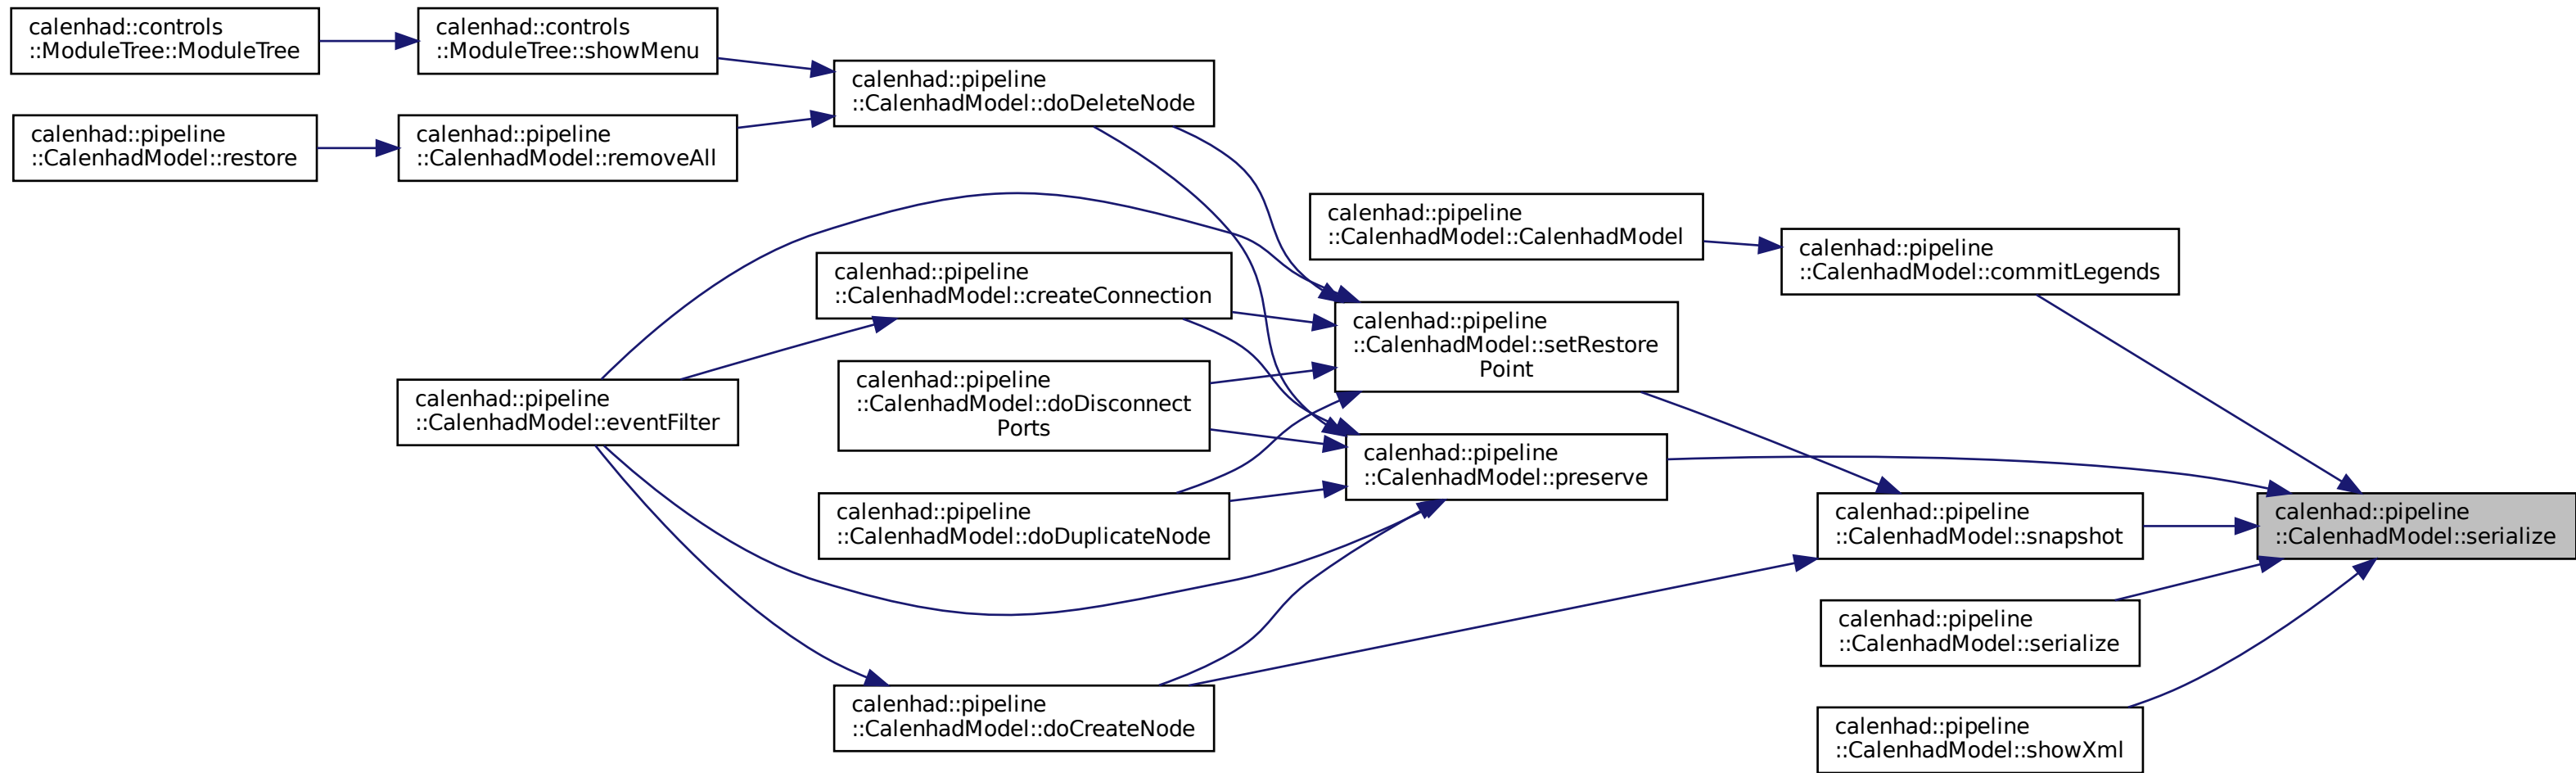 calenhad::controls
::ModuleTree::ModuleTree
calenhad::controls
::ModuleTree::showMenu
calenhad::pipeline
::CalenhadModel::doDeleteNode
calenhad::pipeline
::CalenhadModel::restore
calenhad::pipeline
::CalenhadModel::removeAll
calenhad::pipeline
::CalenhadModel::CalenhadModel
calenhad::pipeline
::CalenhadModel::commitLegends
calenhad::pipeline
::CalenhadModel::createConnection
calenhad::pipeline
::CalenhadModel::setRestore
Point
calenhad::pipeline
::CalenhadModel::doDisconnect
Ports
calenhad::pipeline
::CalenhadModel::eventFilter
calenhad::pipeline
::CalenhadModel::preserve
calenhad::pipeline
::CalenhadModel::doDuplicateNode
calenhad::pipeline
::CalenhadModel::snapshot
calenhad::pipeline
::CalenhadModel::serialize
calenhad::pipeline
::CalenhadModel::serialize
calenhad::pipeline
::CalenhadModel::doCreateNode
calenhad::pipeline
::CalenhadModel::showXml